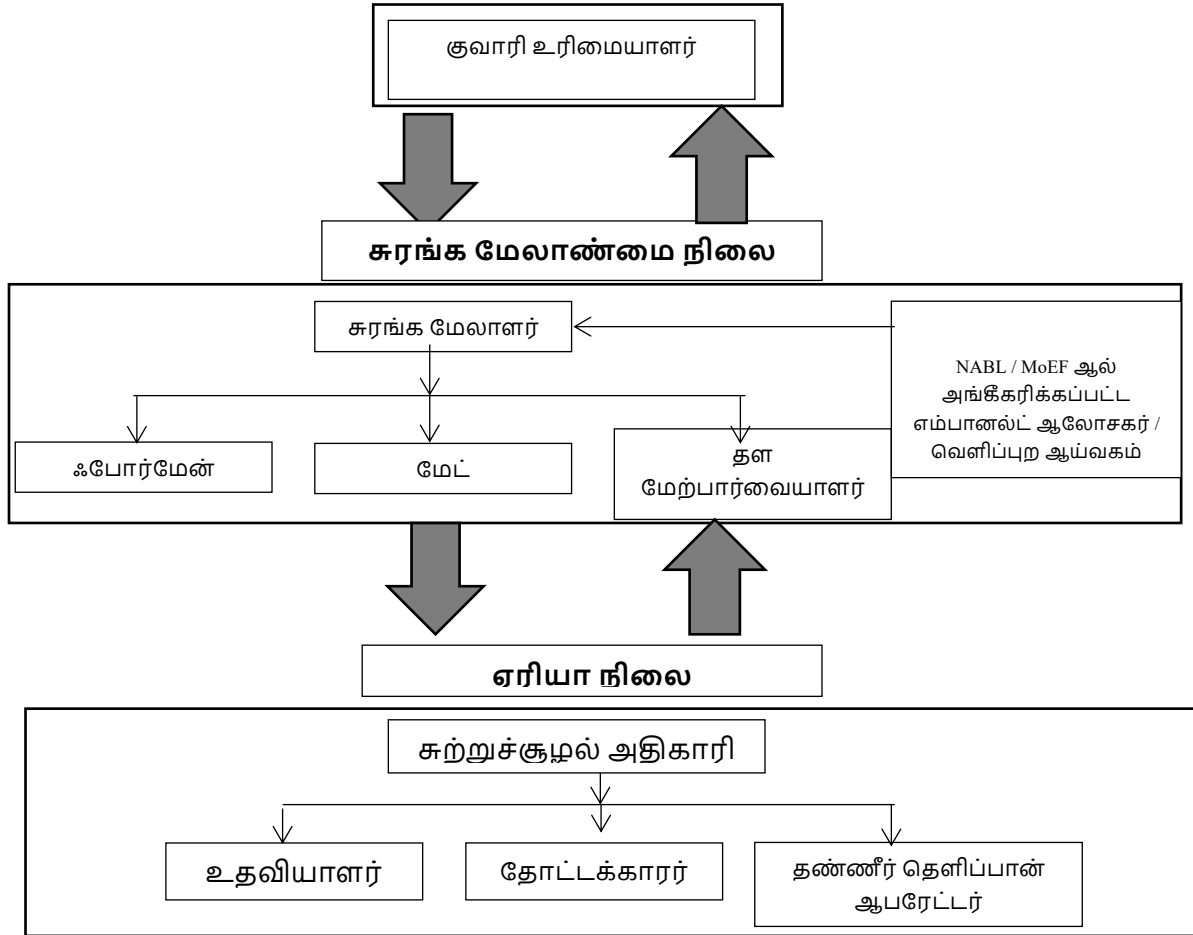 குவாரி உரிமையாளர்
சுரங்க மேலாண்மை நிலை
சுரங்க மேலாளர்
NABL / MoEF ஆல்
அங்கீகரிக்கப்பட்ட
எம்பானல்ட் ஆலோசகர் /
வெளிப்புற ஆய்வகம்
ஃபோர்மேன்
மேட்
தள
மேற்பார்வையாளர்
ஏரியா நிலை
சுற்றுச்சூழல் அதிகாரி
உதவியாளர்
தோட்டக்காரர்
தண்ணீர் தெளிப்பான்
ஆபரேட்டர்